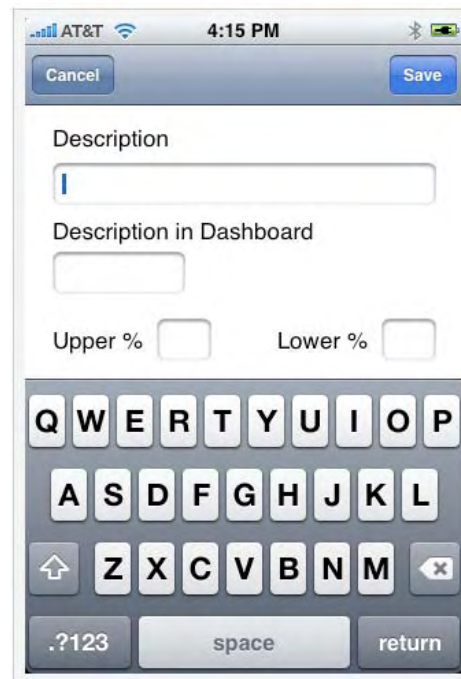 AT&T 4:15 PM
Cancel Save
Description
Description in Dashboard
Upper % Lower %
Q W E R T Y U I O P
A S D F G H J K L
Z X C V B N M
.?123 space return